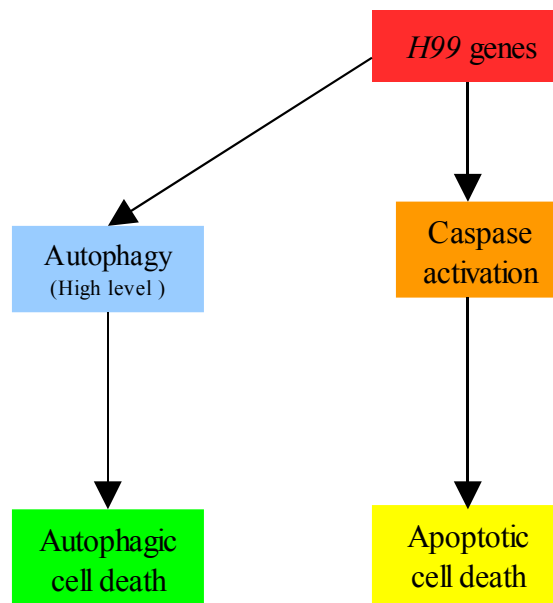 H99 genes
Autophagy
(High level )
Caspase
activation
Autophagic
cell death
Apoptotic
cell death